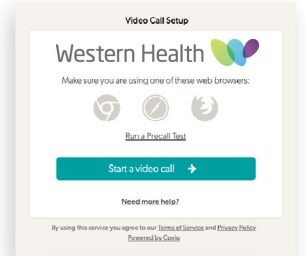 Video Call Setup
Western Health
Make sure you are using one of these web browsers:
Run a Precall Test
Start a video call
Need more help?
By using this service you agree to our Terms of Service and Privacy Policy
Powered by Coviu